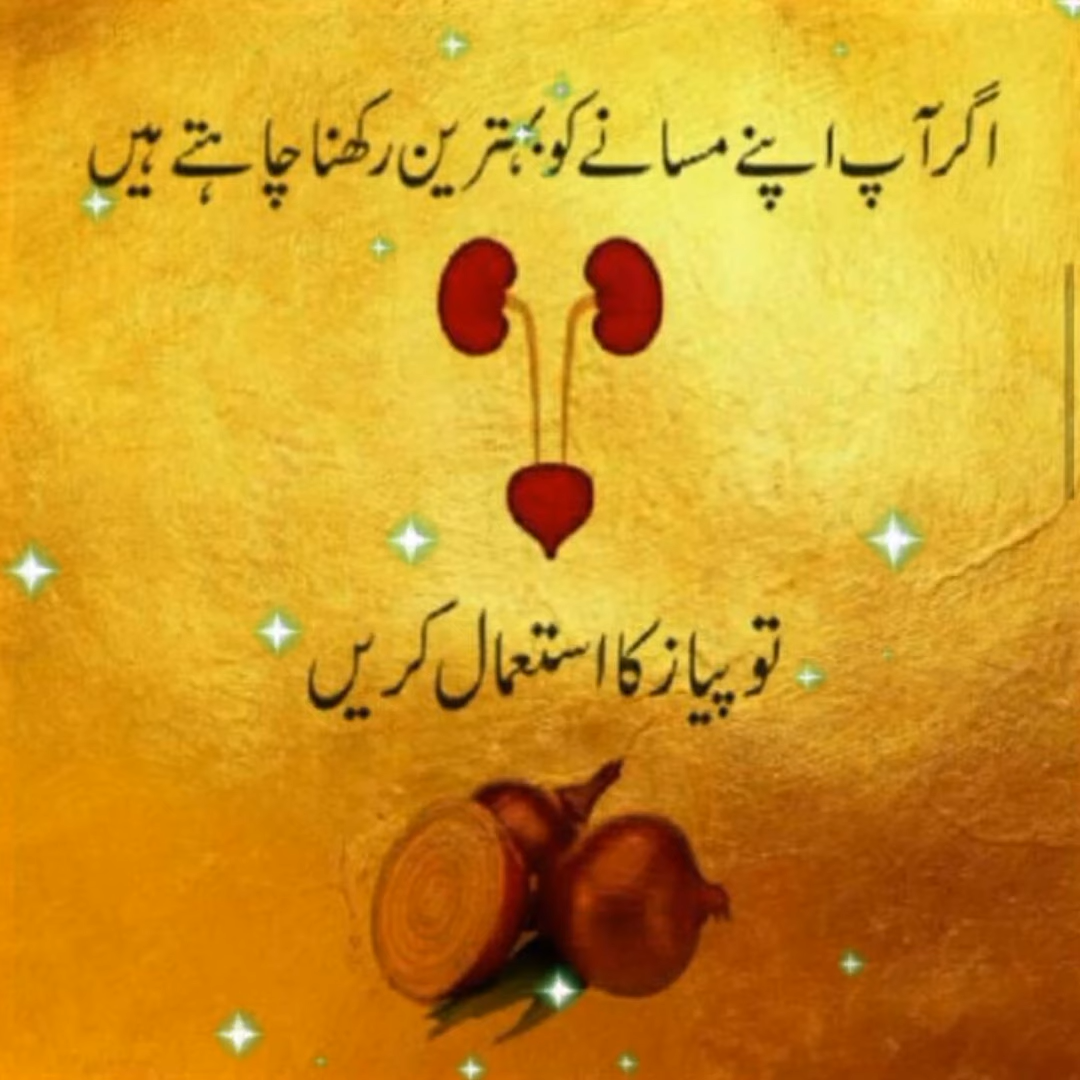 اگر آپ اپنے مسانے کو بہترین رکھنا چاہتے ہیں
تو پیاز کا استعمال کریں